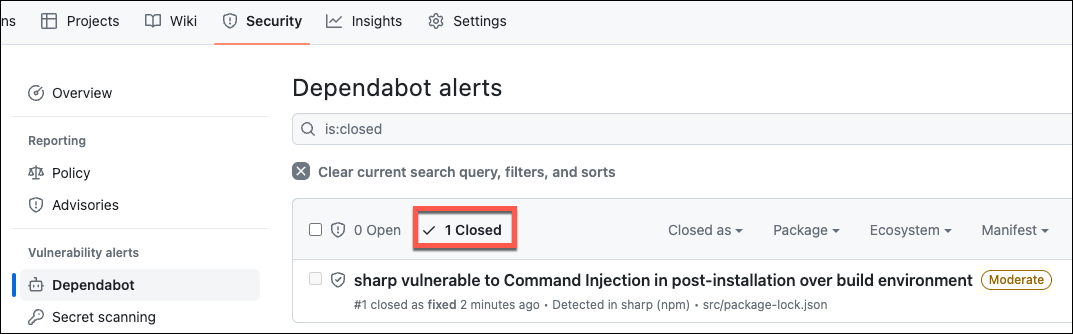 ns Projects Wiki Security Insights Settings
Overview
Reporting
Policy
Advisories
Vulnerability alerts
Dependabot
Secret scanning
Dependabot alerts
is:closed
Clear current search query, filters, and sorts
0 Open 1 Closed Closed as Package Ecosystem Manifest
sharp vulnerable to Command Injection in post-installation over build environment Moderate
#1 closed as fixed 2 minutes ago • Detected in sharp (npm) • src/package-lock.json